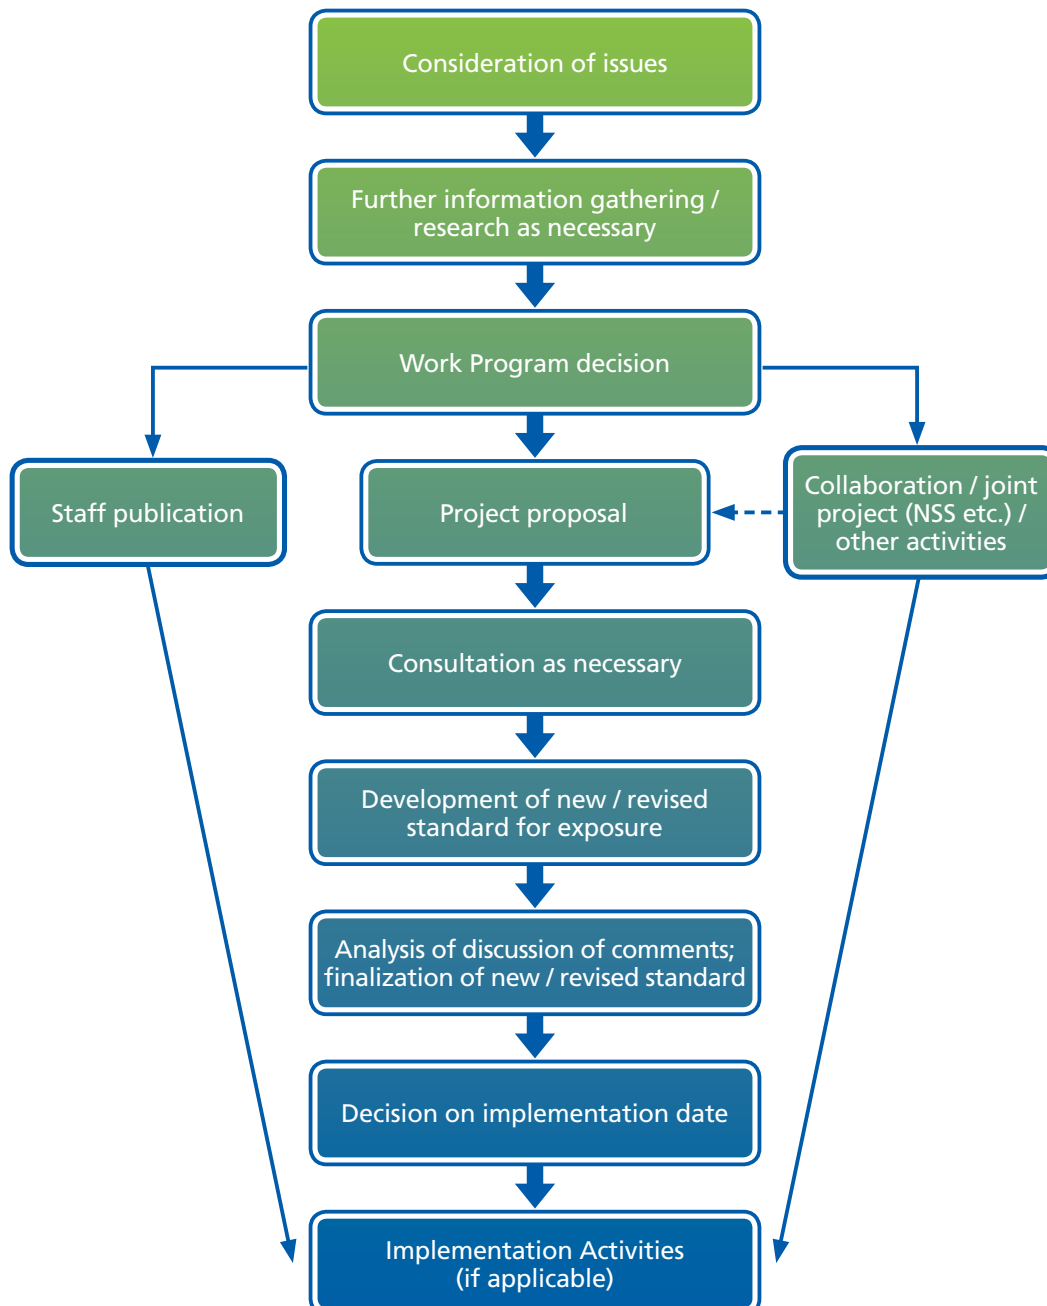 Consideration of issues
Further information gathering /
research as necessary
Work Program decision
Staff publication
Project proposal
Collaboration / joint
project (NSS etc.) /
other activities
Consultation as necessary
Development of new / revised
standard for exposure
Analysis of discussion of comments;
finalization of new / revised standard
Decision on implementation date
Implementation Activities
(if applicable)